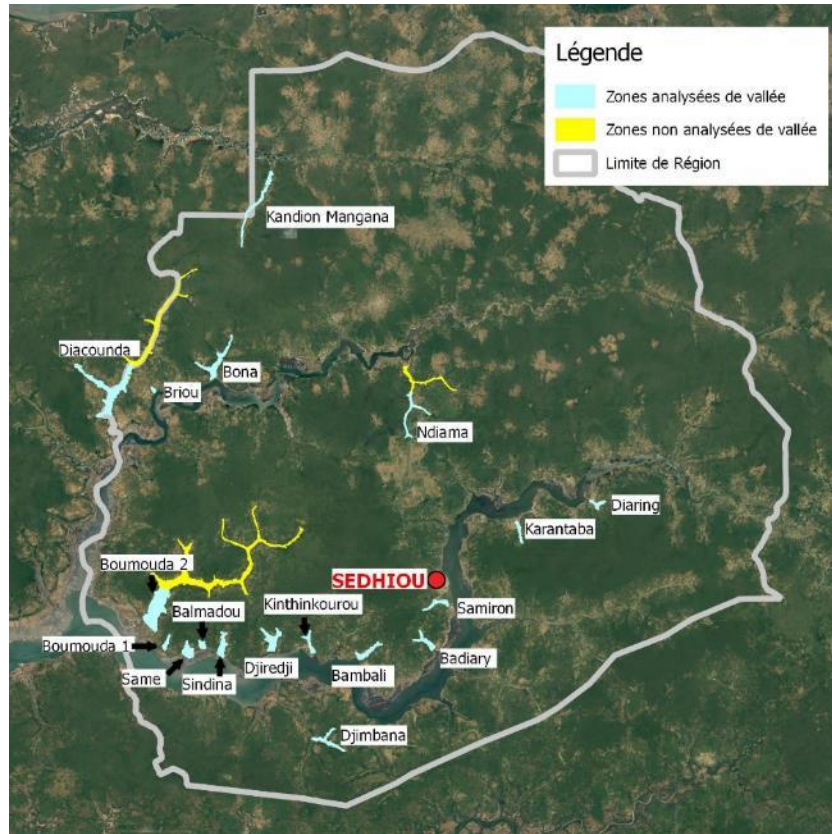 Légende
Zones analysées de vallée
Zones non analysées de vallée
Limite de Région
Kandion Mangana
Diacounda
Bona
Briou
Ndiama
Diaring
Karantaba
Boumouda 2
SEDHIOU
Kinthinkourou
Balmadou
Samiron
Boumouda 1
Badiary
Same
Sindina
Djiredji
Bambali
Djimbana